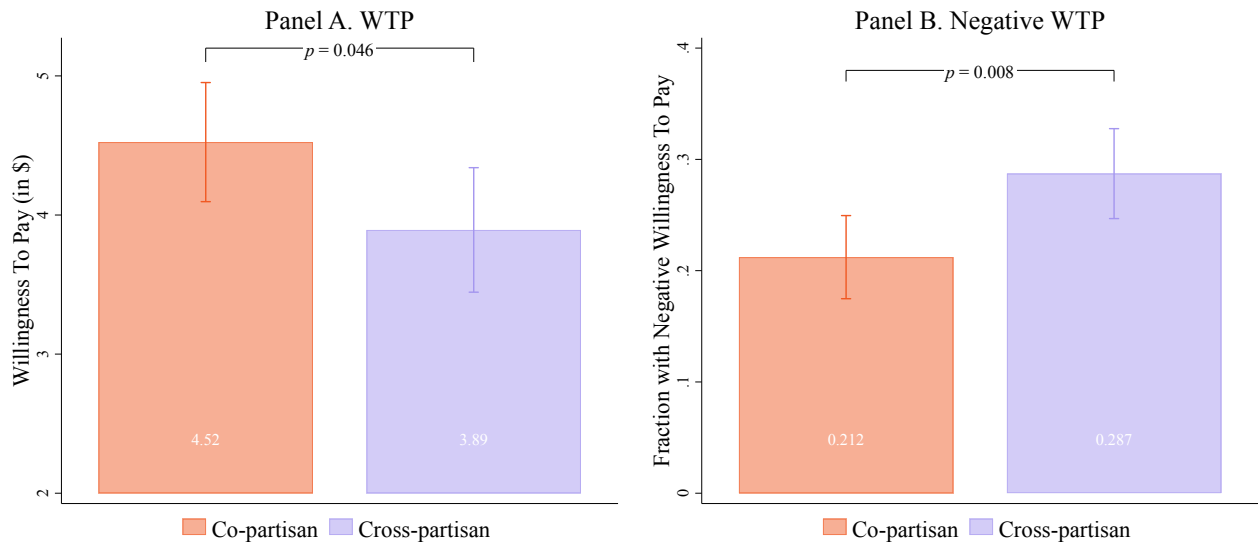 Panel A. WTP
Willingness To Pay (in $)
5
4
3
2
p = 0.046
4.52
3.89
Co-partisan
Cross-partisan
Panel B. Negative WTP
Fraction with Negative Willingness To Pay
.4
.3
.2
.1
0
p = 0.008
0.212
0.287
Co-partisan
Cross-partisan